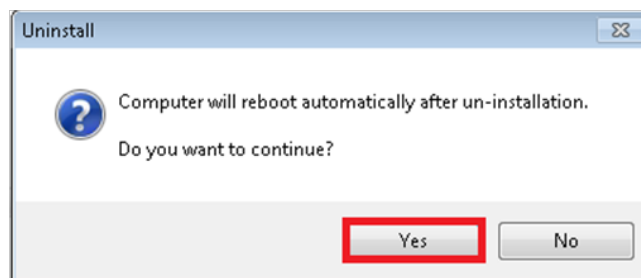 Uninstall
Computer will reboot automatically after un-installation.
Do you want to continue?
Yes
No